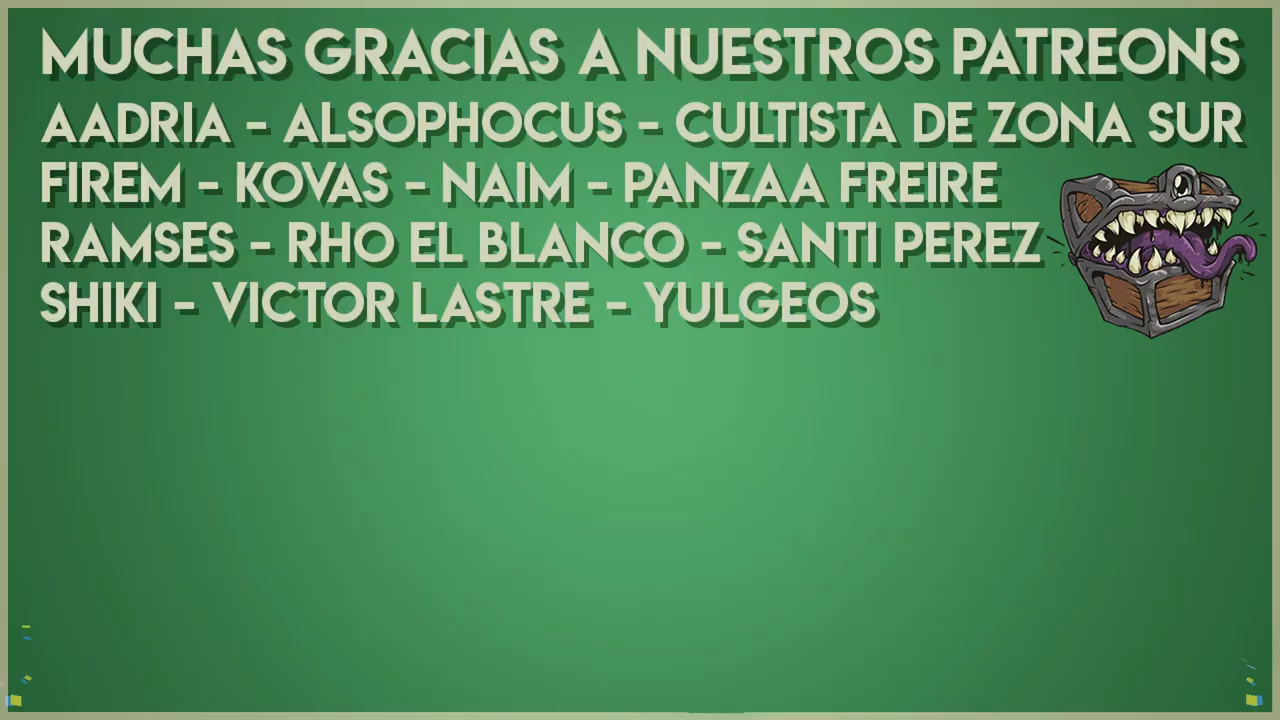 MUCHAS GRACIAS A NUESTROS PATREONS
AADRIA - ALSOPHOCUS - CULTISTA DE ZONA SUR
FIREM - KOVAS - NAIM - PANZAA FREIRE
RAMSES - RHO EL BLANCO - SANTI PEREZ
SHIKI - VICTOR LASTRE - YULGEOS